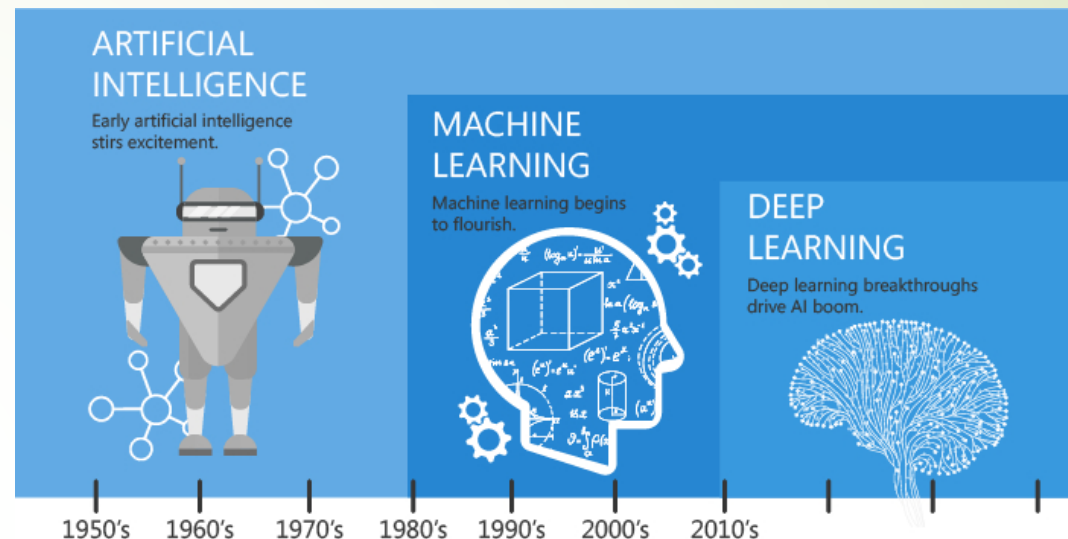 ARTIFICIAL
INTELLIGENCE
Early artificial intelligence
stirs excitement.
MACHINE
LEARNING
Machine learning begins
to flourish.
DEEP
LEARNING
Deep learning breakthroughs
drive AI boom.
1950's 1960's 1970's 1980's 1990's 2000's 2010's